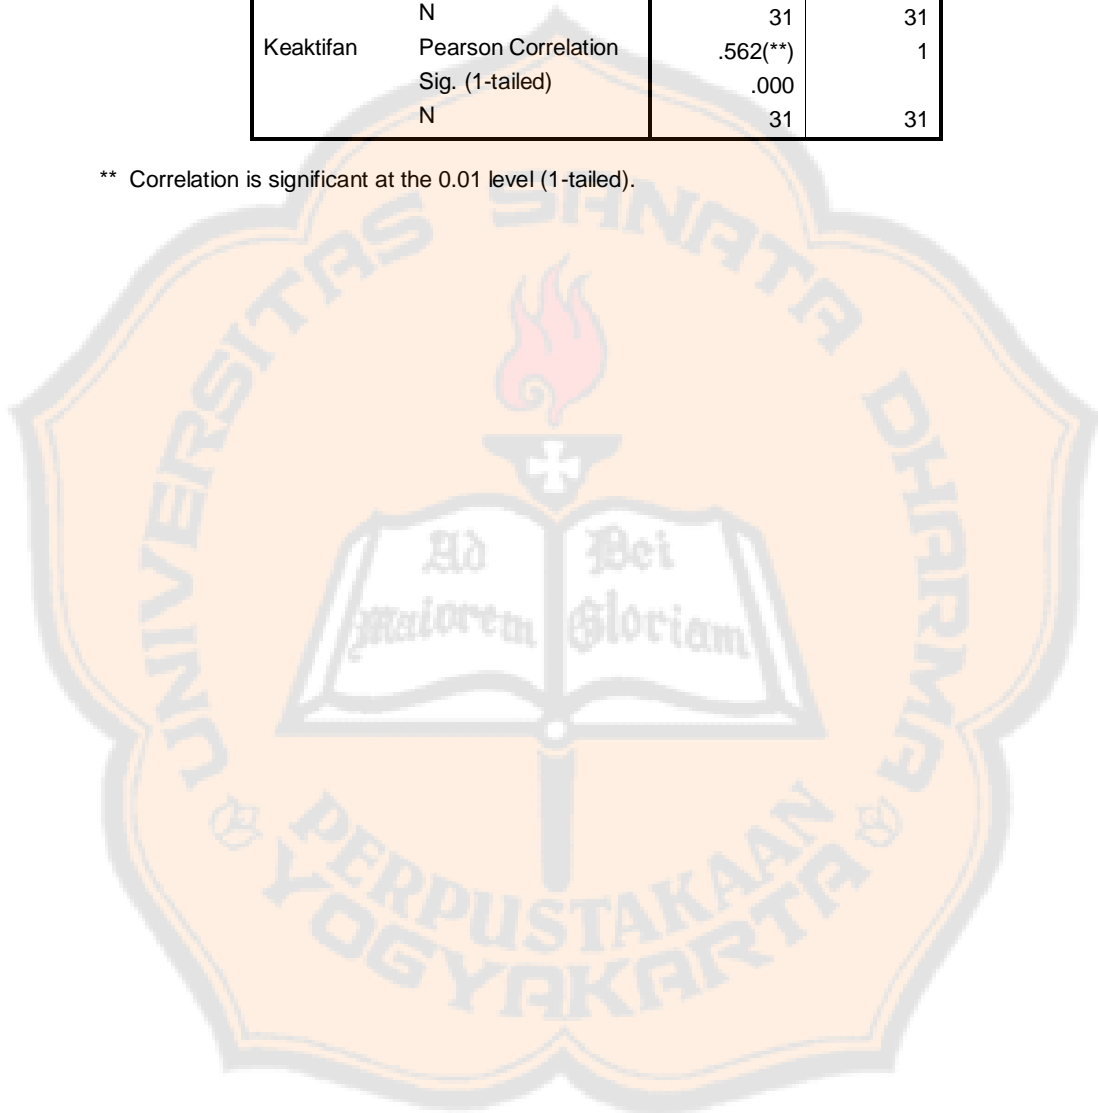 N 31 31
Keaktifan Pearson Correlation .562(**) 1
Sig. (1-tailed) .000
N 31 31
** Correlation is significant at the 0.01 level (1-tailed).
UNIVERSITAS SANATA DHARMA
Ad Dei
Maiorem Gloriam
PERPUSTAKAAN
YOGYAKARTA